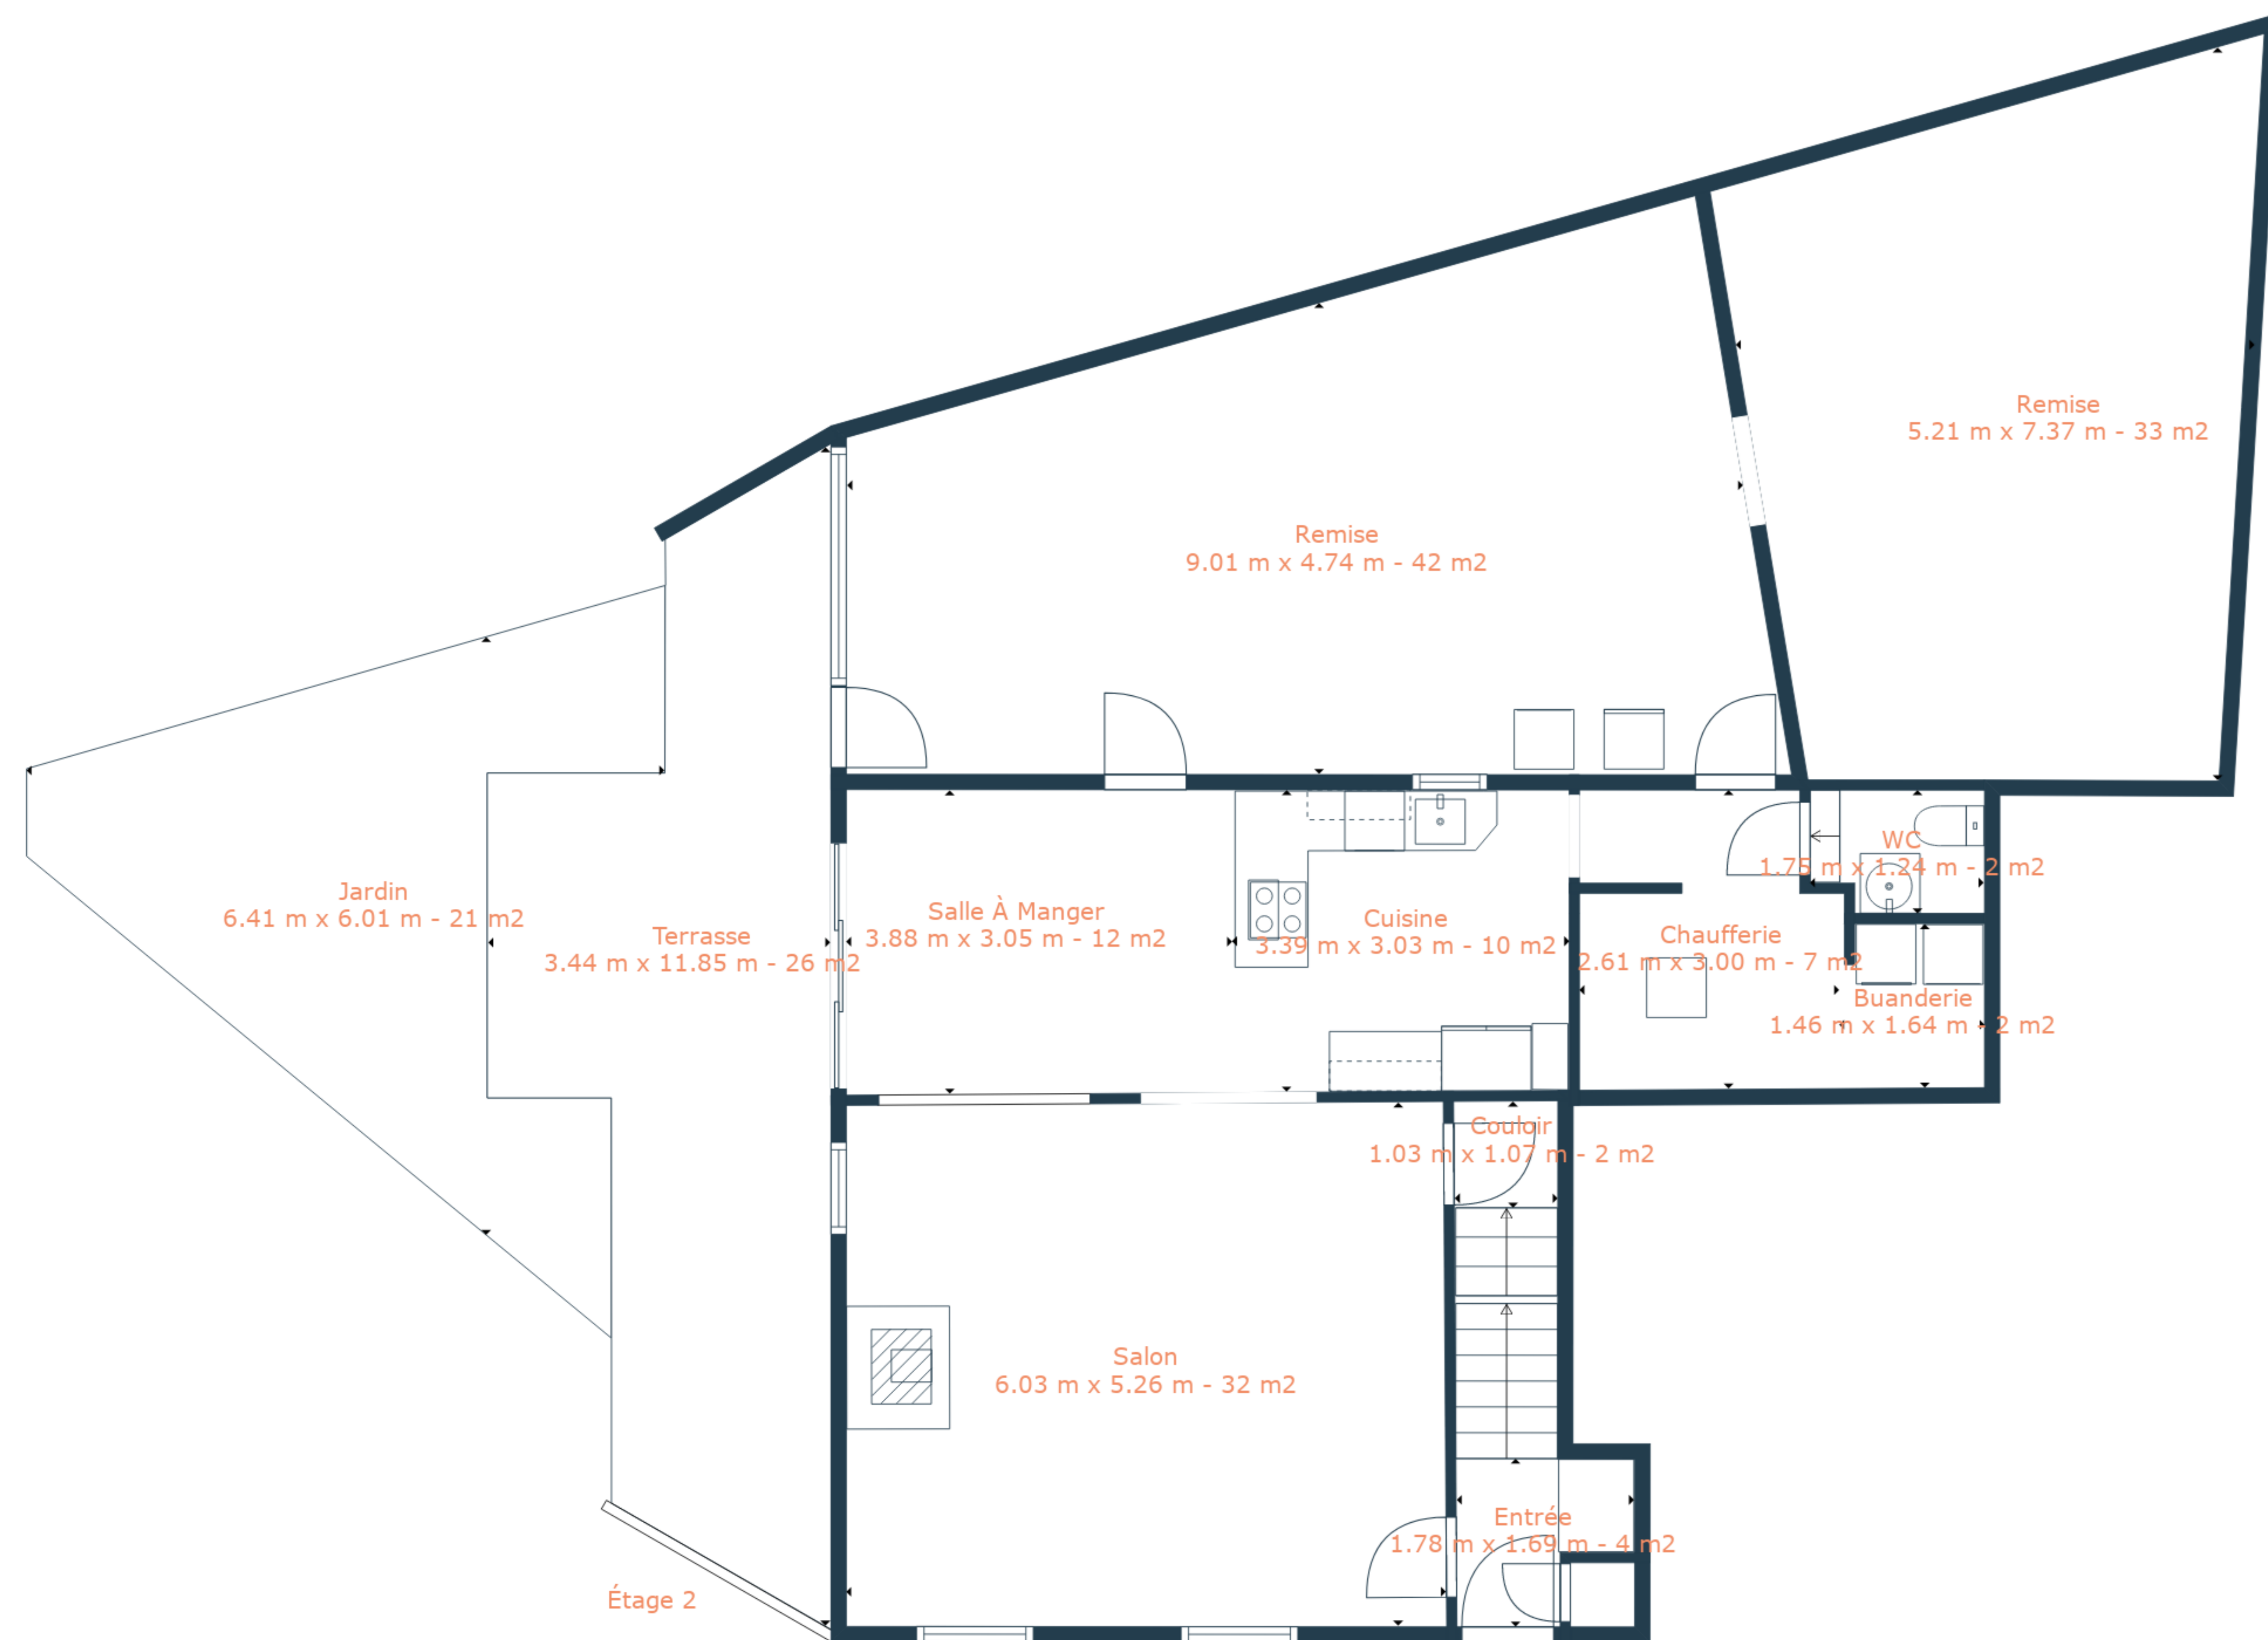 Remise
5.21 m x 7.37 m - 33 m2
Remise
9.01 m x 4.74 m - 42 m2
WC
1.75 m x 1.24 m - 2 m2
Jardin
6.41 m x 6.01 m - 21 m2
Terrasse
3.44 m x 11.85 m - 26 m2
Salle À Manger
3.88 m x 3.05 m - 12 m2
Cuisine
3.39 m x 3.03 m - 10 m2
Chaufferie
2.61 m x 3.00 m - 7 m2
Buanderie
1.46 m x 1.64 m - 2 m2
Couloir
1.03 m x 1.07 m - 2 m2
Salon
6.03 m x 5.26 m - 32 m2
Entrée
1.78 m x 1.69 m - 4 m2
Étage 2